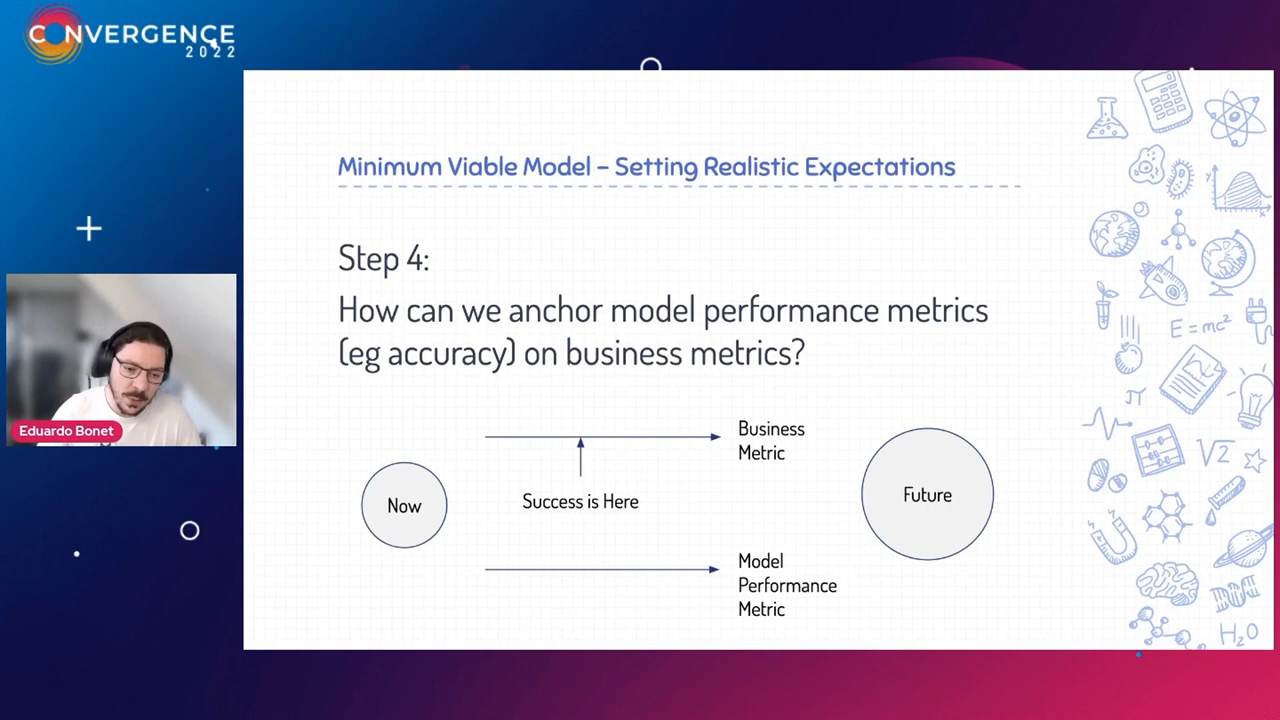 CONVERGENCE
2022
Minimum Viable Model – Setting Realistic Expectations
Step 4:
How can we anchor model performance metrics
(eg accuracy) on business metrics?
Business
Metric
Now
Success is Here
Future
Model
Performance
Metric
Eduardo Bonet
y
x
E=mc²
π
√2
H₂O